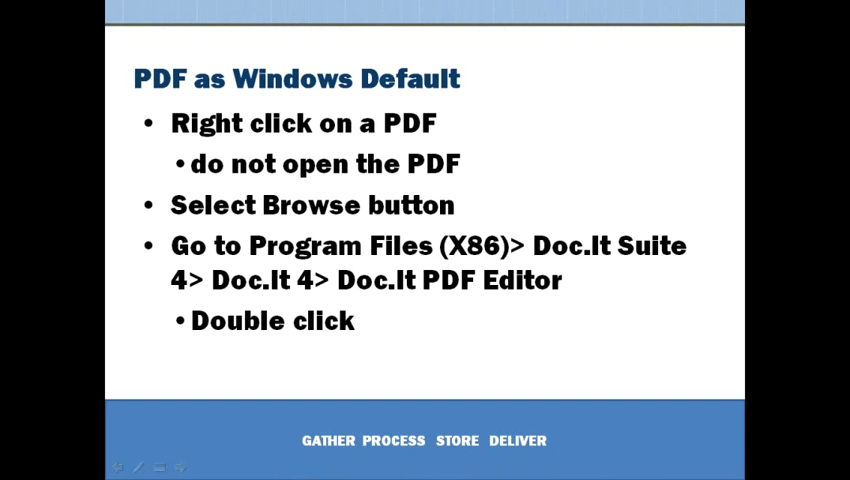 PDF as Windows Default
• Right click on a PDF
•do not open the PDF
• Select Browse button
• Go to Program Files (X86)> Doc.It Suite
4> Doc.It 4> Doc.It PDF Editor
•Double click
GATHER PROCESS STORE DELIVER